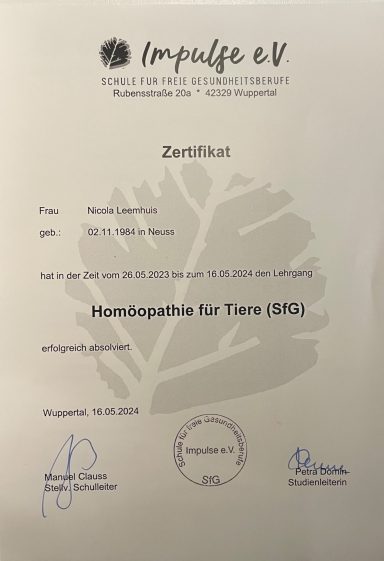 Impulse e.V.
SCHULE FÜR FREIE GESUNDHEITSBERUFE
Rubensstraße 20a * 42329 Wuppertal
Zertifikat
Frau Nicola Leemhuis
geb.: 02.11.1984 in Neuss
hat in der Zeit vom 26.05.2023 bis zum 16.05.2024 den Lehrgang
Homöopathie für Tiere (SfG)
erfolgreich absolviert.
Wuppertal, 16.05.2024
Schule für freie Gesundheitsberufe
Impulse e.V.
SfG
Manuel Clauss
Stellv. Schulleiter
Petra Dömin
Studienleiterin